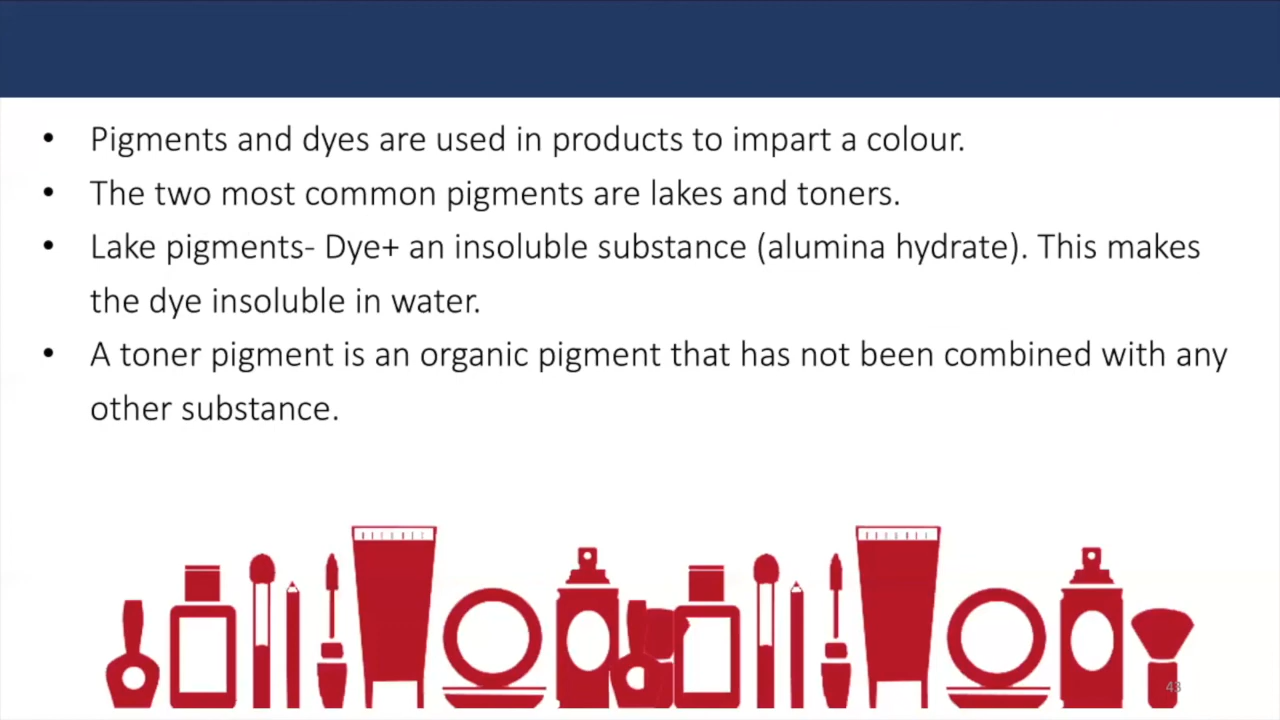 • Pigments and dyes are used in products to impart a colour.
• The two most common pigments are lakes and toners.
• Lake pigments- Dye+ an insoluble substance (alumina hydrate). This makes
the dye insoluble in water.
• A toner pigment is an organic pigment that has not been combined with any
other substance.
43